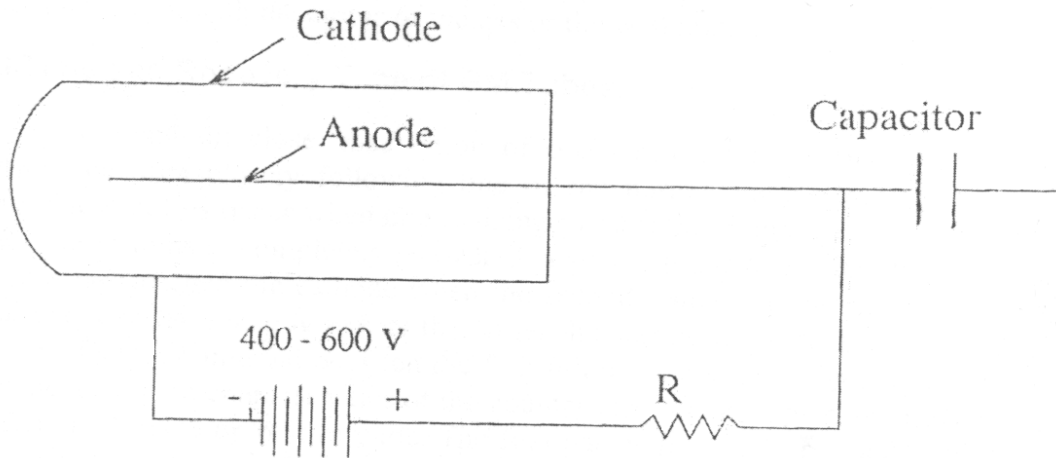 Cathode
Anode
Capacitor
400 - 600 V
- +
R